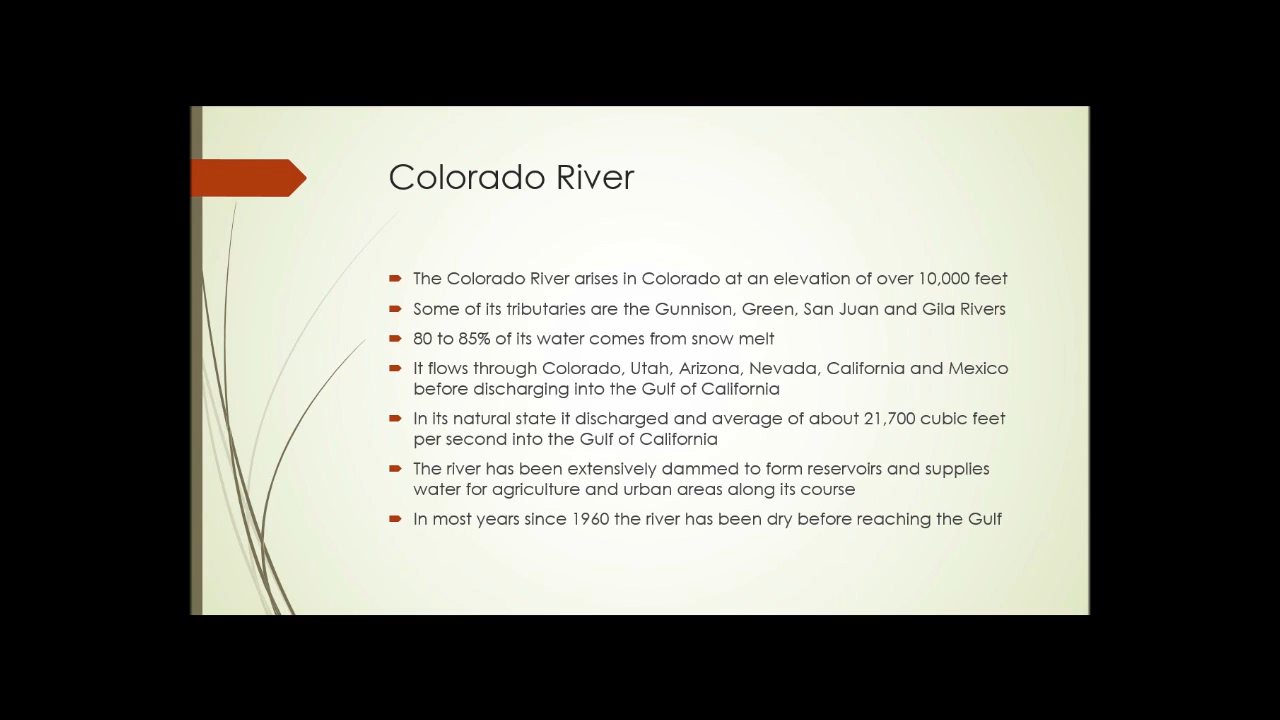 Colorado River
The Colorado River arises in Colorado at an elevation of over 10,000 feet
Some of its tributaries are the Gunnison, Green, San Juan and Gila Rivers
80 to 85% of its water comes from snow melt
It flows through Colorado, Utah, Arizona, Nevada, California and Mexico
before discharging into the Gulf of California
In its natural state it discharged and average of about 21,700 cubic feet
per second into the Gulf of California
The river has been extensively dammed to form reservoirs and supplies
water for agriculture and urban areas along its course
In most years since 1960 the river has been dry before reaching the Gulf